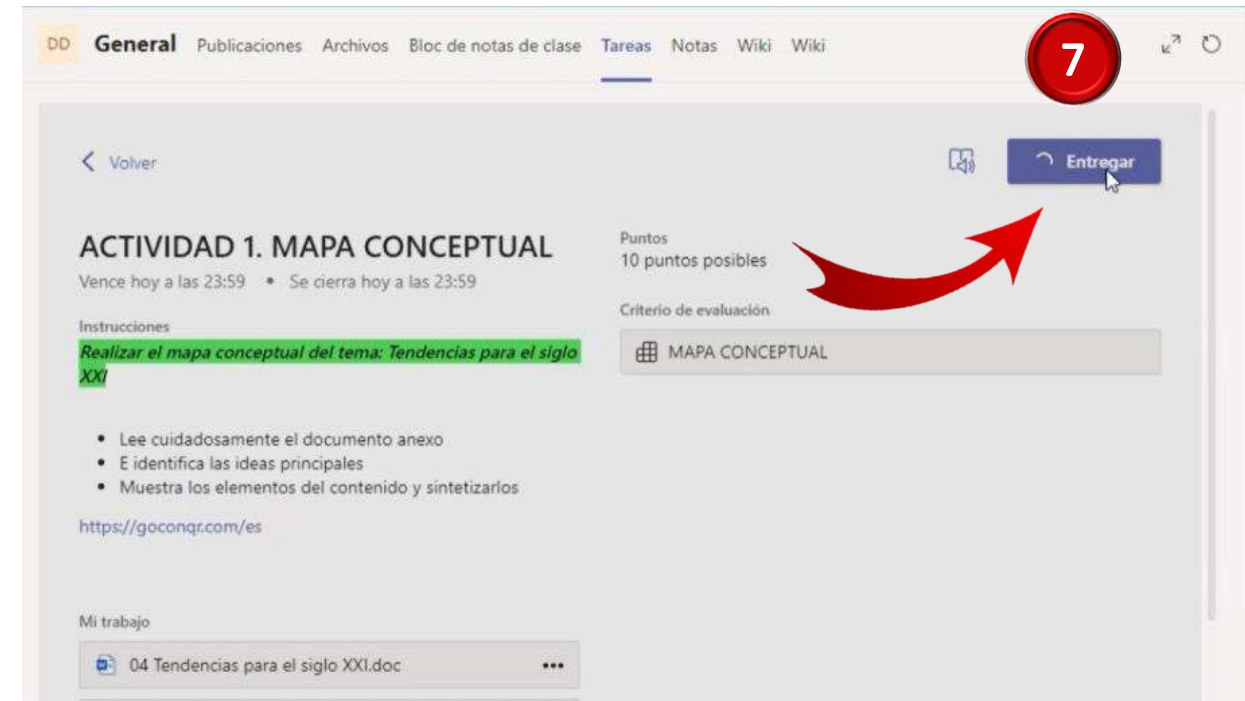 DD General Publicaciones Archivos Bloc de notas de clase Tareas Notas Wiki Wiki
7
Volver
Entregar
ACTIVIDAD 1. MAPA CONCEPTUAL
Vence hoy a las 23:59 • Se cierra hoy a las 23:59
Instrucciones
Realizar el mapa conceptual del tema: Tendencias para el siglo
XXI
• Lee cuidadosamente el documento anexo
• E identifica las ideas principales
• Muestra los elementos del contenido y sintetizarlos
https://goconqr.com/es
Puntos
10 puntos posibles
Criterio de evaluación
MAPA CONCEPTUAL
Mi trabajo
04 Tendencias para el siglo XXI.doc